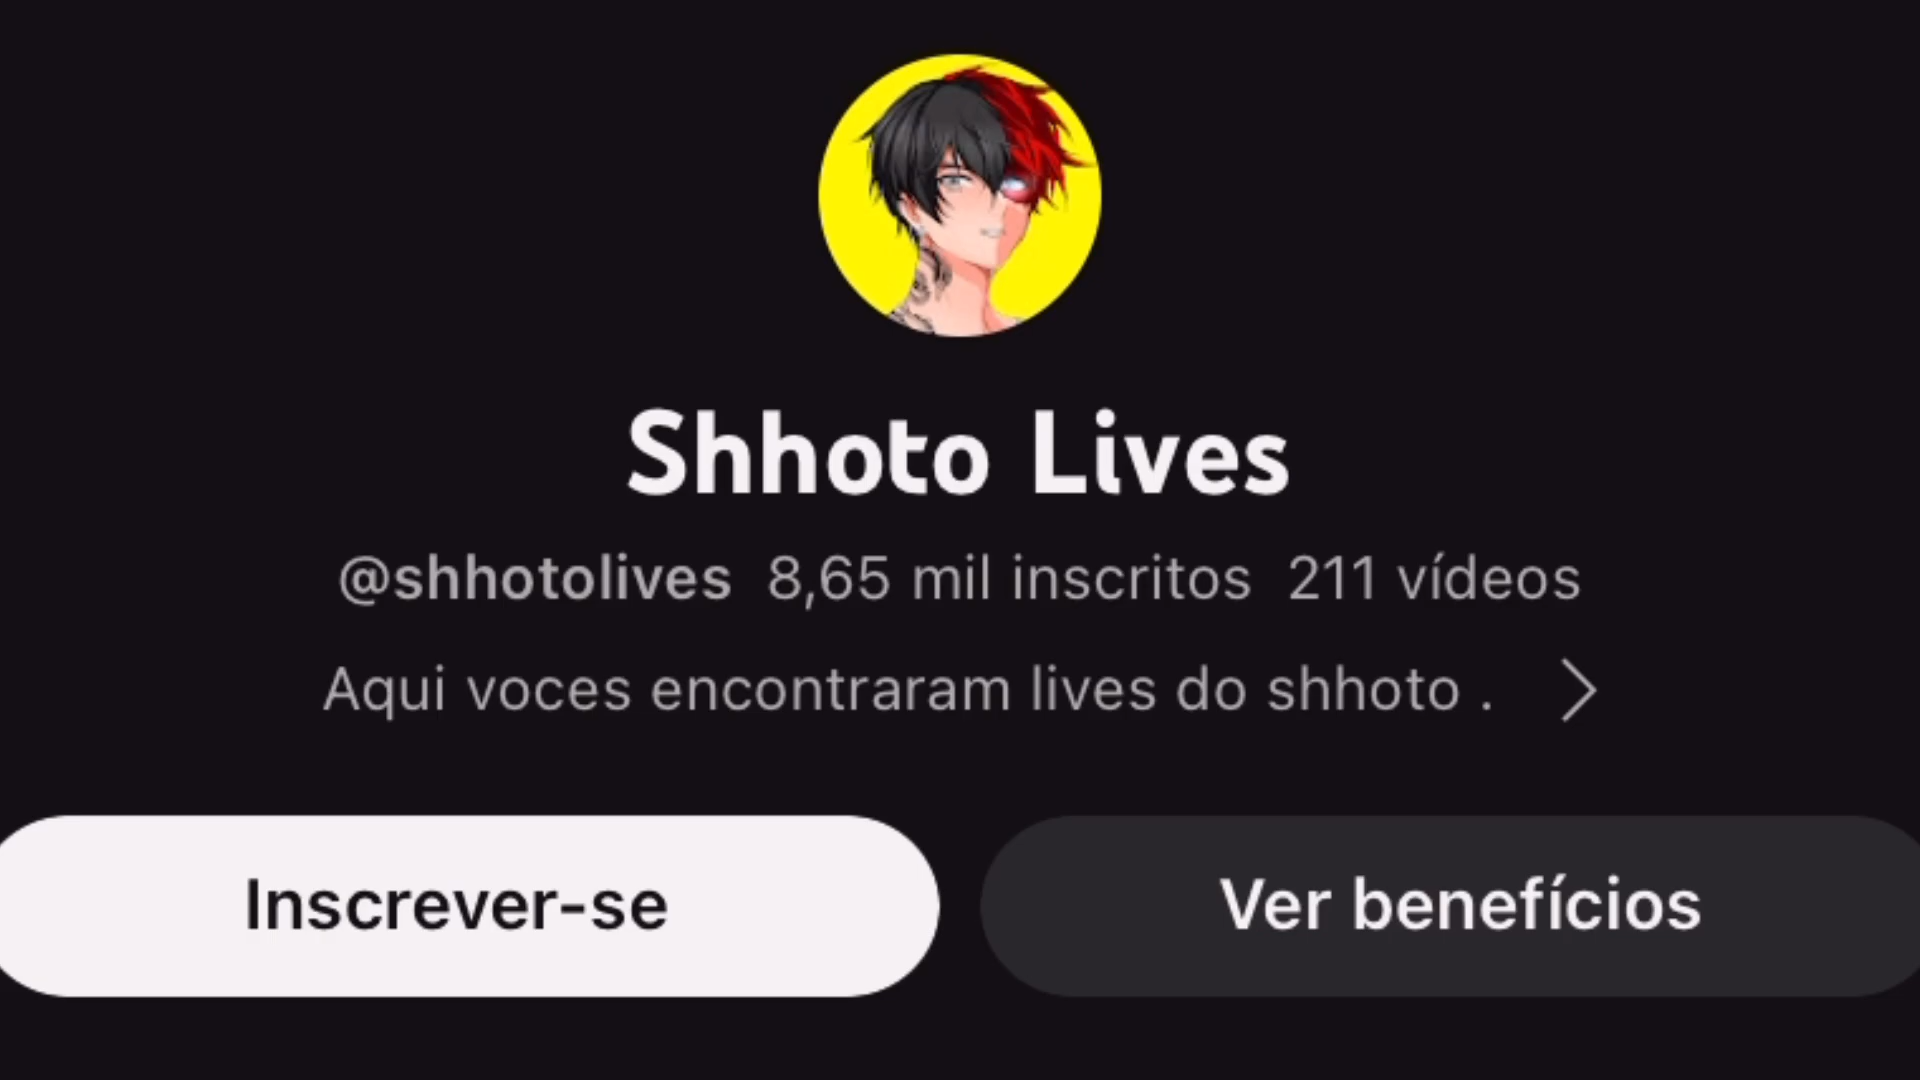 Shhoto Lives
@shhotolives 8,65 mil inscritos 211 vídeos
Aqui voces encontraram lives do shhoto .
Inscrever-se
Ver benefícios